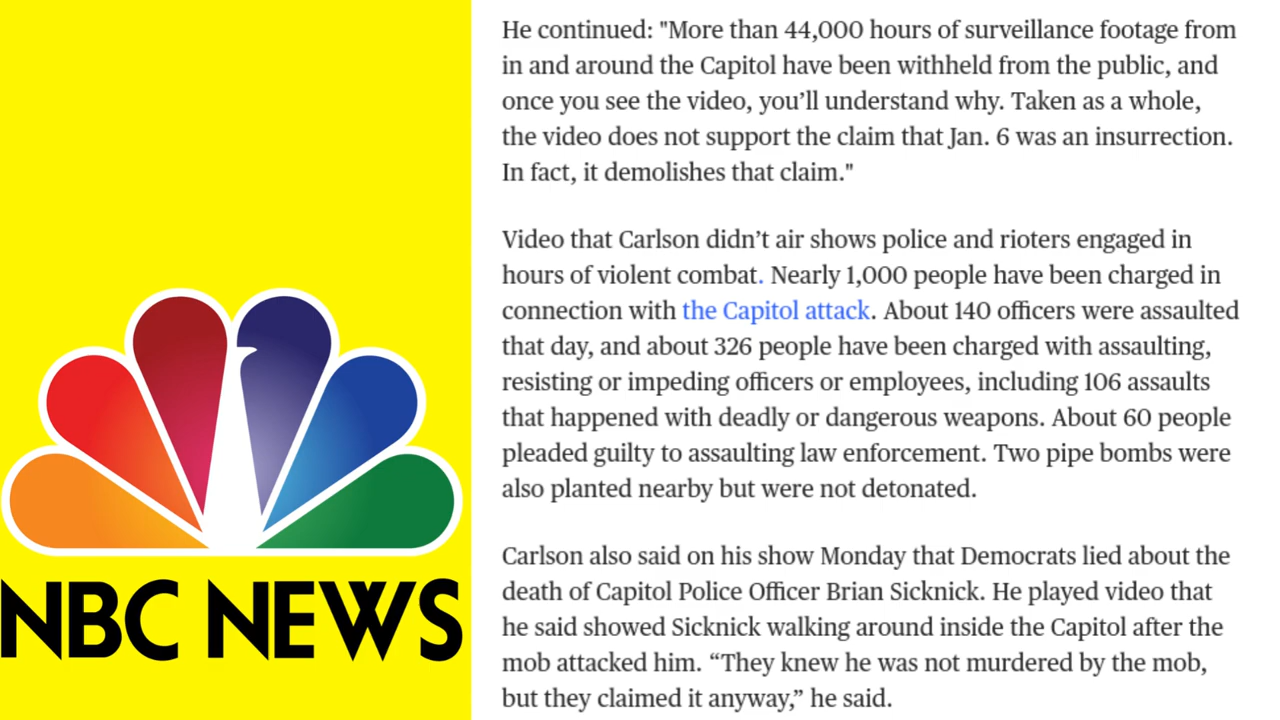 He continued: "More than 44,000 hours of surveillance footage from
in and around the Capitol have been withheld from the public, and
once you see the video, you’ll understand why. Taken as a whole,
the video does not support the claim that Jan. 6 was an insurrection.
In fact, it demolishes that claim."
Video that Carlson didn’t air shows police and rioters engaged in
hours of violent combat. Nearly 1,000 people have been charged in
connection with the Capitol attack. About 140 officers were assaulted
that day, and about 326 people have been charged with assaulting,
resisting or impeding officers or employees, including 106 assaults
that happened with deadly or dangerous weapons. About 60 people
pleaded guilty to assaulting law enforcement. Two pipe bombs were
also planted nearby but were not detonated.
Carlson also said on his show Monday that Democrats lied about the
death of Capitol Police Officer Brian Sicknick. He played video that
he said showed Sicknick walking around inside the Capitol after the
mob attacked him. “They knew he was not murdered by the mob,
but they claimed it anyway,” he said.
NBC NEWS